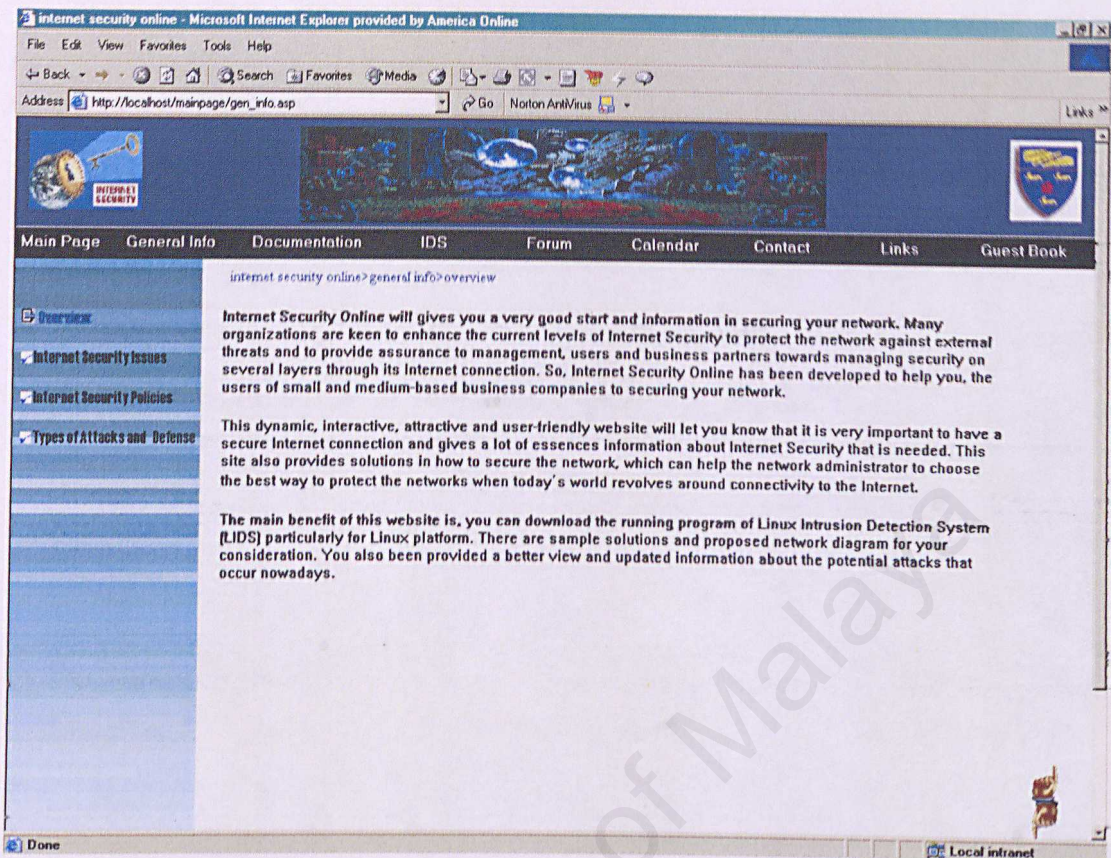 internet security online - Microsoft Internet Explorer provided by America Online
File Edit View Favorites Tools Help
Back Search Favorites Media
Address http://localhost/mainpage/gen_info.asp Go Norton AntiVirus Links »
INTERNET
SECURITY
Main Page General Info Documentation IDS Forum Calendar Contact Links Guest Book
internet security online>general info>overview
Overview
Internet Security Issues
Internet Security Policies
Types of Attacks and Defense
Internet Security Online will gives you a very good start and information in securing your network. Many
organizations are keen to enhance the current levels of Internet Security to protect the network against external
threats and to provide assurance to management, users and business partners towards managing security on
several layers through its Internet connection. So, Internet Security Online has been developed to help you, the
users of small and medium-based business companies to securing your network.
This dynamic, interactive, attractive and user-friendly website will let you know that it is very important to have a
secure Internet connection and gives a lot of essences information about Internet Security that is needed. This
site also provides solutions in how to secure the network, which can help the network administrator to choose
the best way to protect the networks when today's world revolves around connectivity to the Internet.
The main benefit of this website is, you can download the running program of Linux Intrusion Detection System
(LIDS) particularly for Linux platform. There are sample solutions and proposed network diagram for your
consideration. You also been provided a better view and updated information about the potential attacks that
occur nowadays.
of Malaya
Done
Local intranet